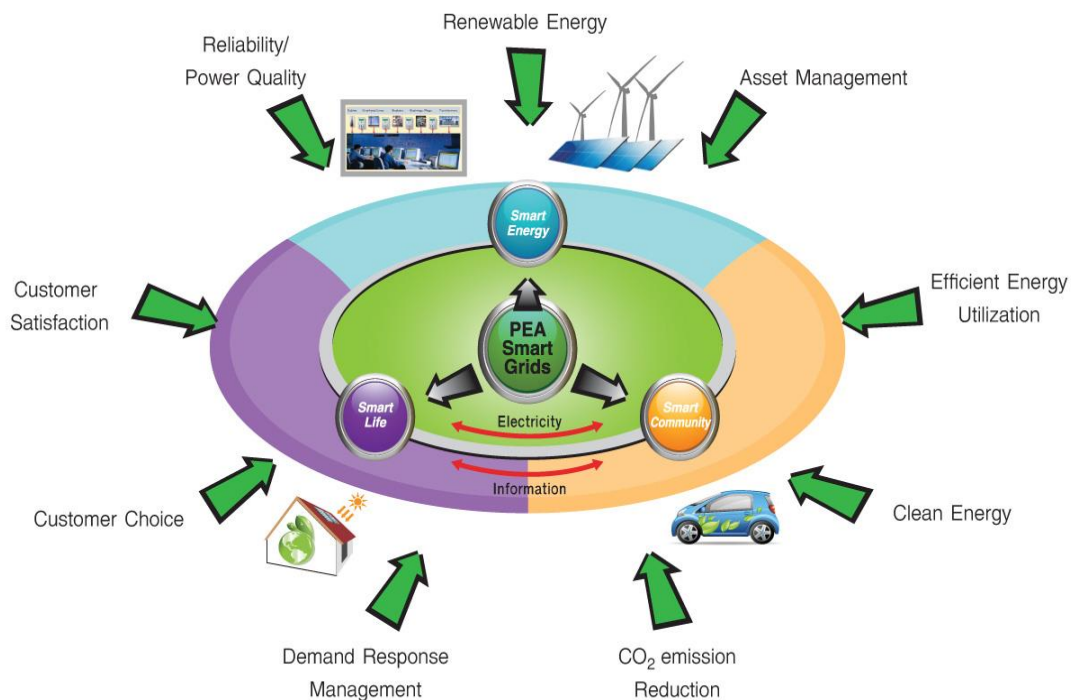 Renewable Energy
Reliability/
Power Quality
Asset Management
Smart
Energy
Customer
Satisfaction
Efficient Energy
Utilization
PEA
Smart
Grids
Smart
Life
Electricity
Smart
Community
Information
Customer Choice
Clean Energy
Demand Response
Management
CO₂ emission
Reduction